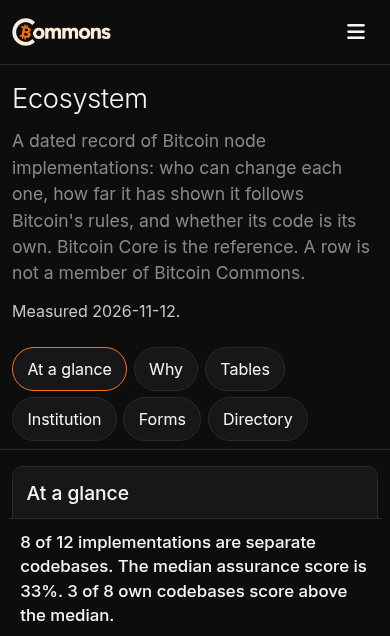 Commons
Ecosystem
A dated record of Bitcoin node
implementations: who can change each
one, how far it has shown it follows
Bitcoin's rules, and whether its code is its
own. Bitcoin Core is the reference. A row is
not a member of Bitcoin Commons.
Measured 2026-11-12.
At a glance
Why
Tables
Institution
Forms
Directory
At a glance
8 of 12 implementations are separate
codebases. The median assurance score is
33%. 3 of 8 own codebases score above
the median.